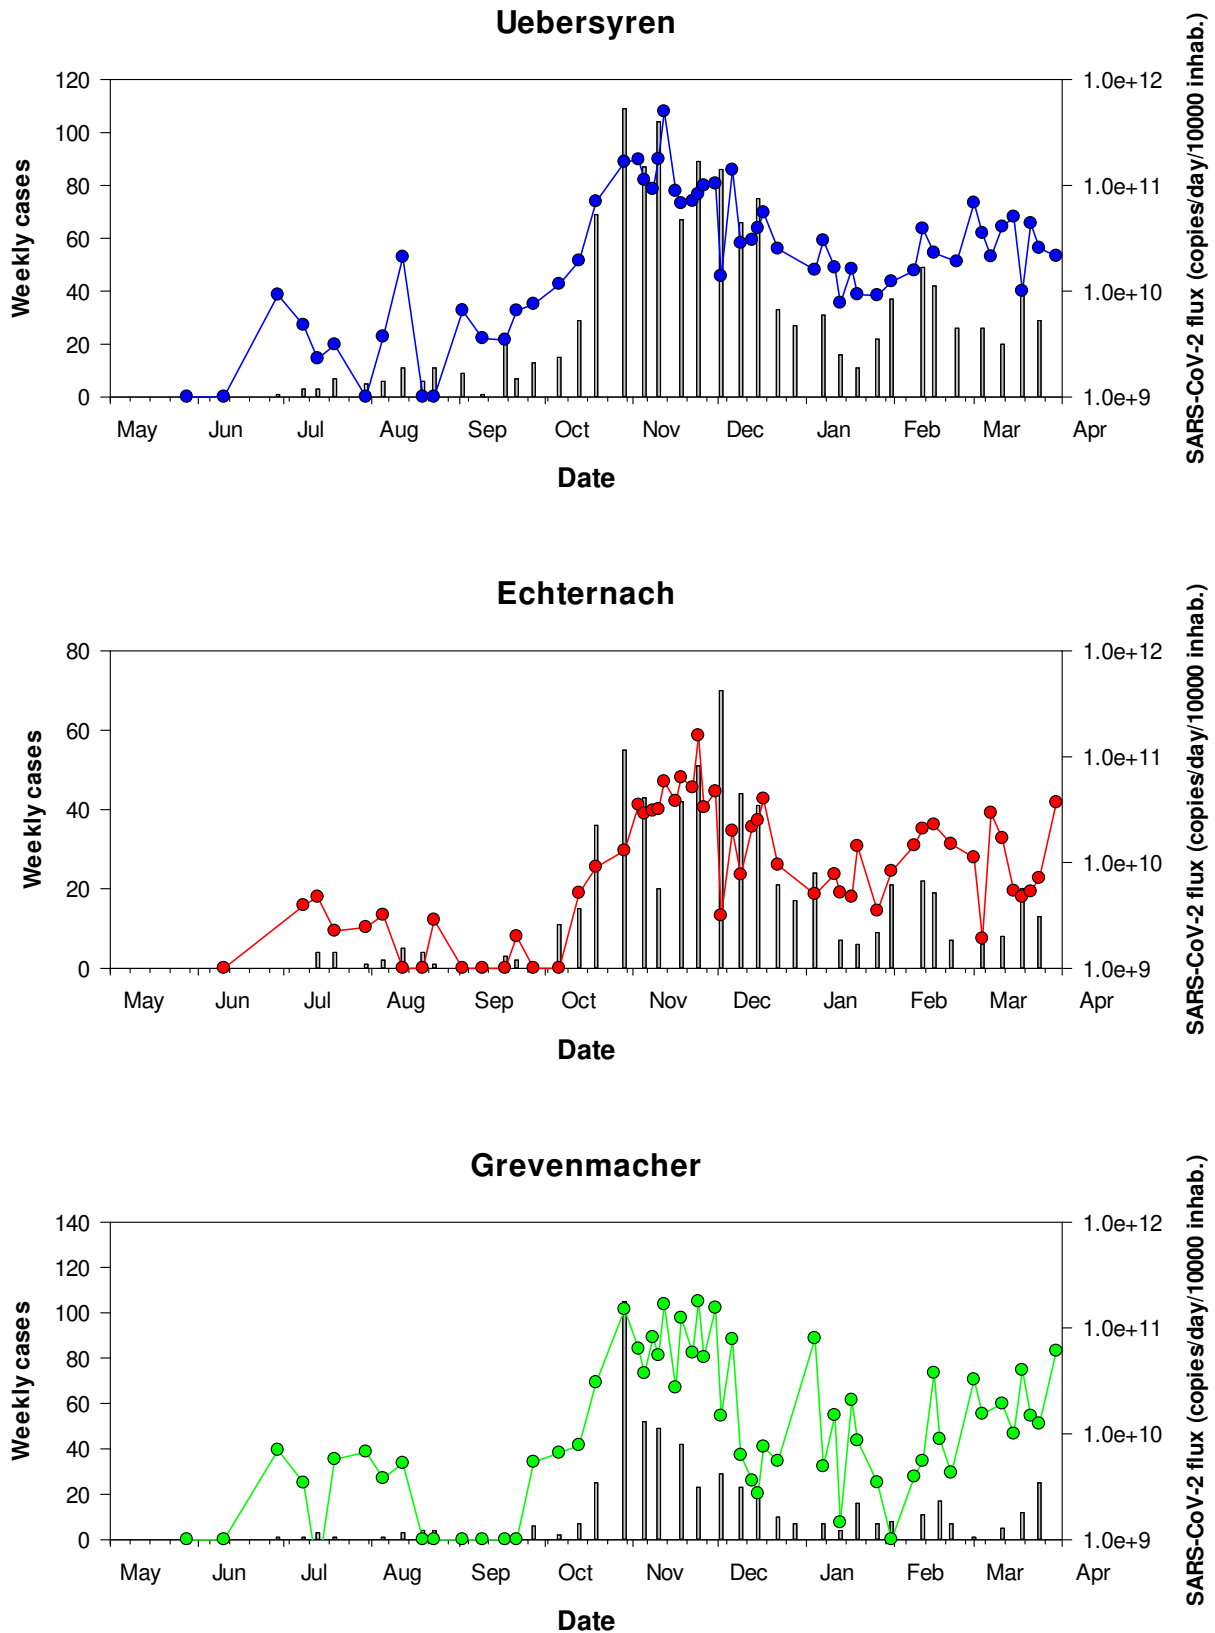 Uebersyren
120
100
80
60
40
20
0
Weekly cases
1.0e+12
1.0e+11
1.0e+10
1.0e+9
SARS-CoV-2 flux (copies/day/10000 inhab.)
May Jun Jul Aug Sep Oct Nov Dec Jan Feb Mar Apr
Date
Echternach
80
60
40
20
0
Weekly cases
1.0e+12
1.0e+11
1.0e+10
1.0e+9
SARS-CoV-2 flux (copies/day/10000 inhab.)
May Jun Jul Aug Sep Oct Nov Dec Jan Feb Mar Apr
Date
Grevenmacher
140
120
100
80
60
40
20
0
Weekly cases
1.0e+12
1.0e+11
1.0e+10
1.0e+9
SARS-CoV-2 flux (copies/day/10000 inhab.)
May Jun Jul Aug Sep Oct Nov Dec Jan Feb Mar Apr
Date